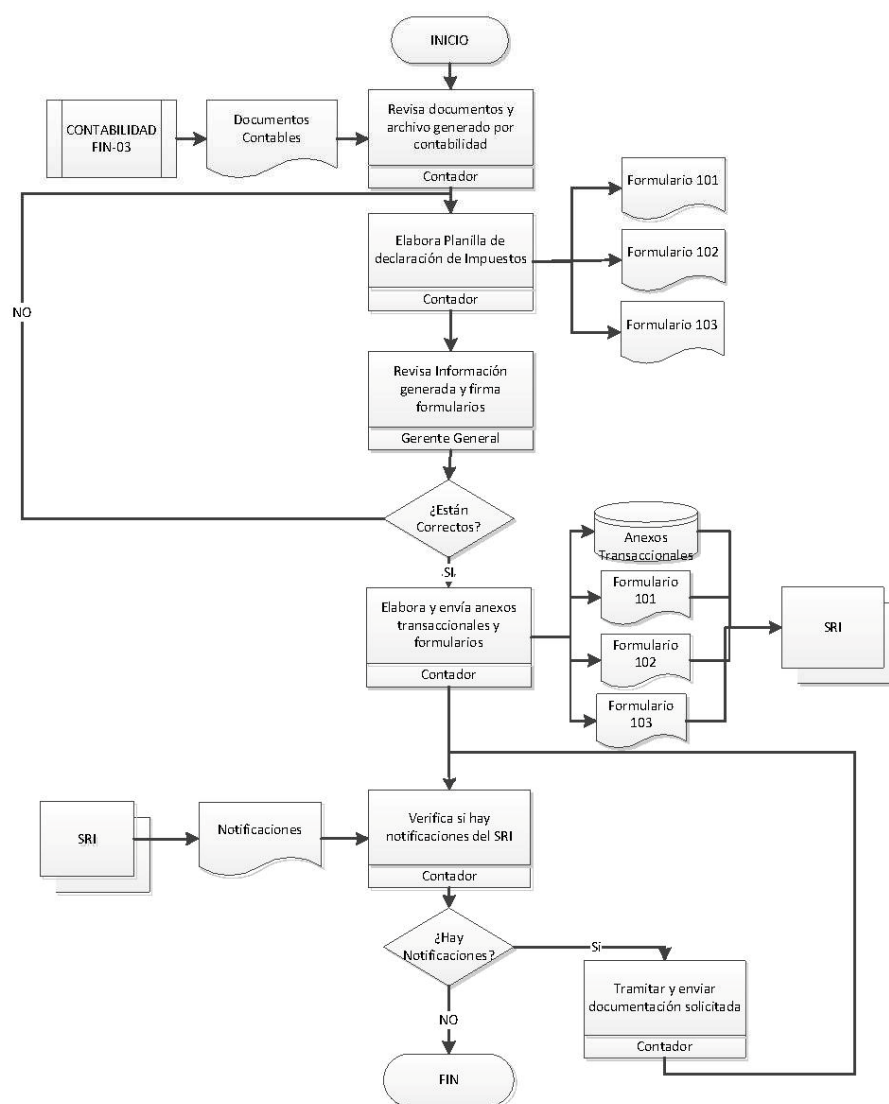 INICIO
CONTABILIDAD
FIN-03
Documentos
Contables
Revisa documentos y
archivo generado por
contabilidad
Contador
Elabora Planilla de
declaración de Impuestos
Contador
Formulario 101
Formulario 102
Formulario 103
NO
Revisa Información
generada y firma
formularios
Gerente General
¿Están
Correctos?
SI
Elabora y envía anexos
transaccionales y
formularios
Contador
Anexos
Transaccionales
Formulario
101
Formulario
102
Formulario
103
SRI
SRI
Notificaciones
Verifica si hay
notificaciones del SRI
Contador
¿Hay
Notificaciones?
Si
Tramitar y enviar
documentación solicitada
Contador
NO
FIN